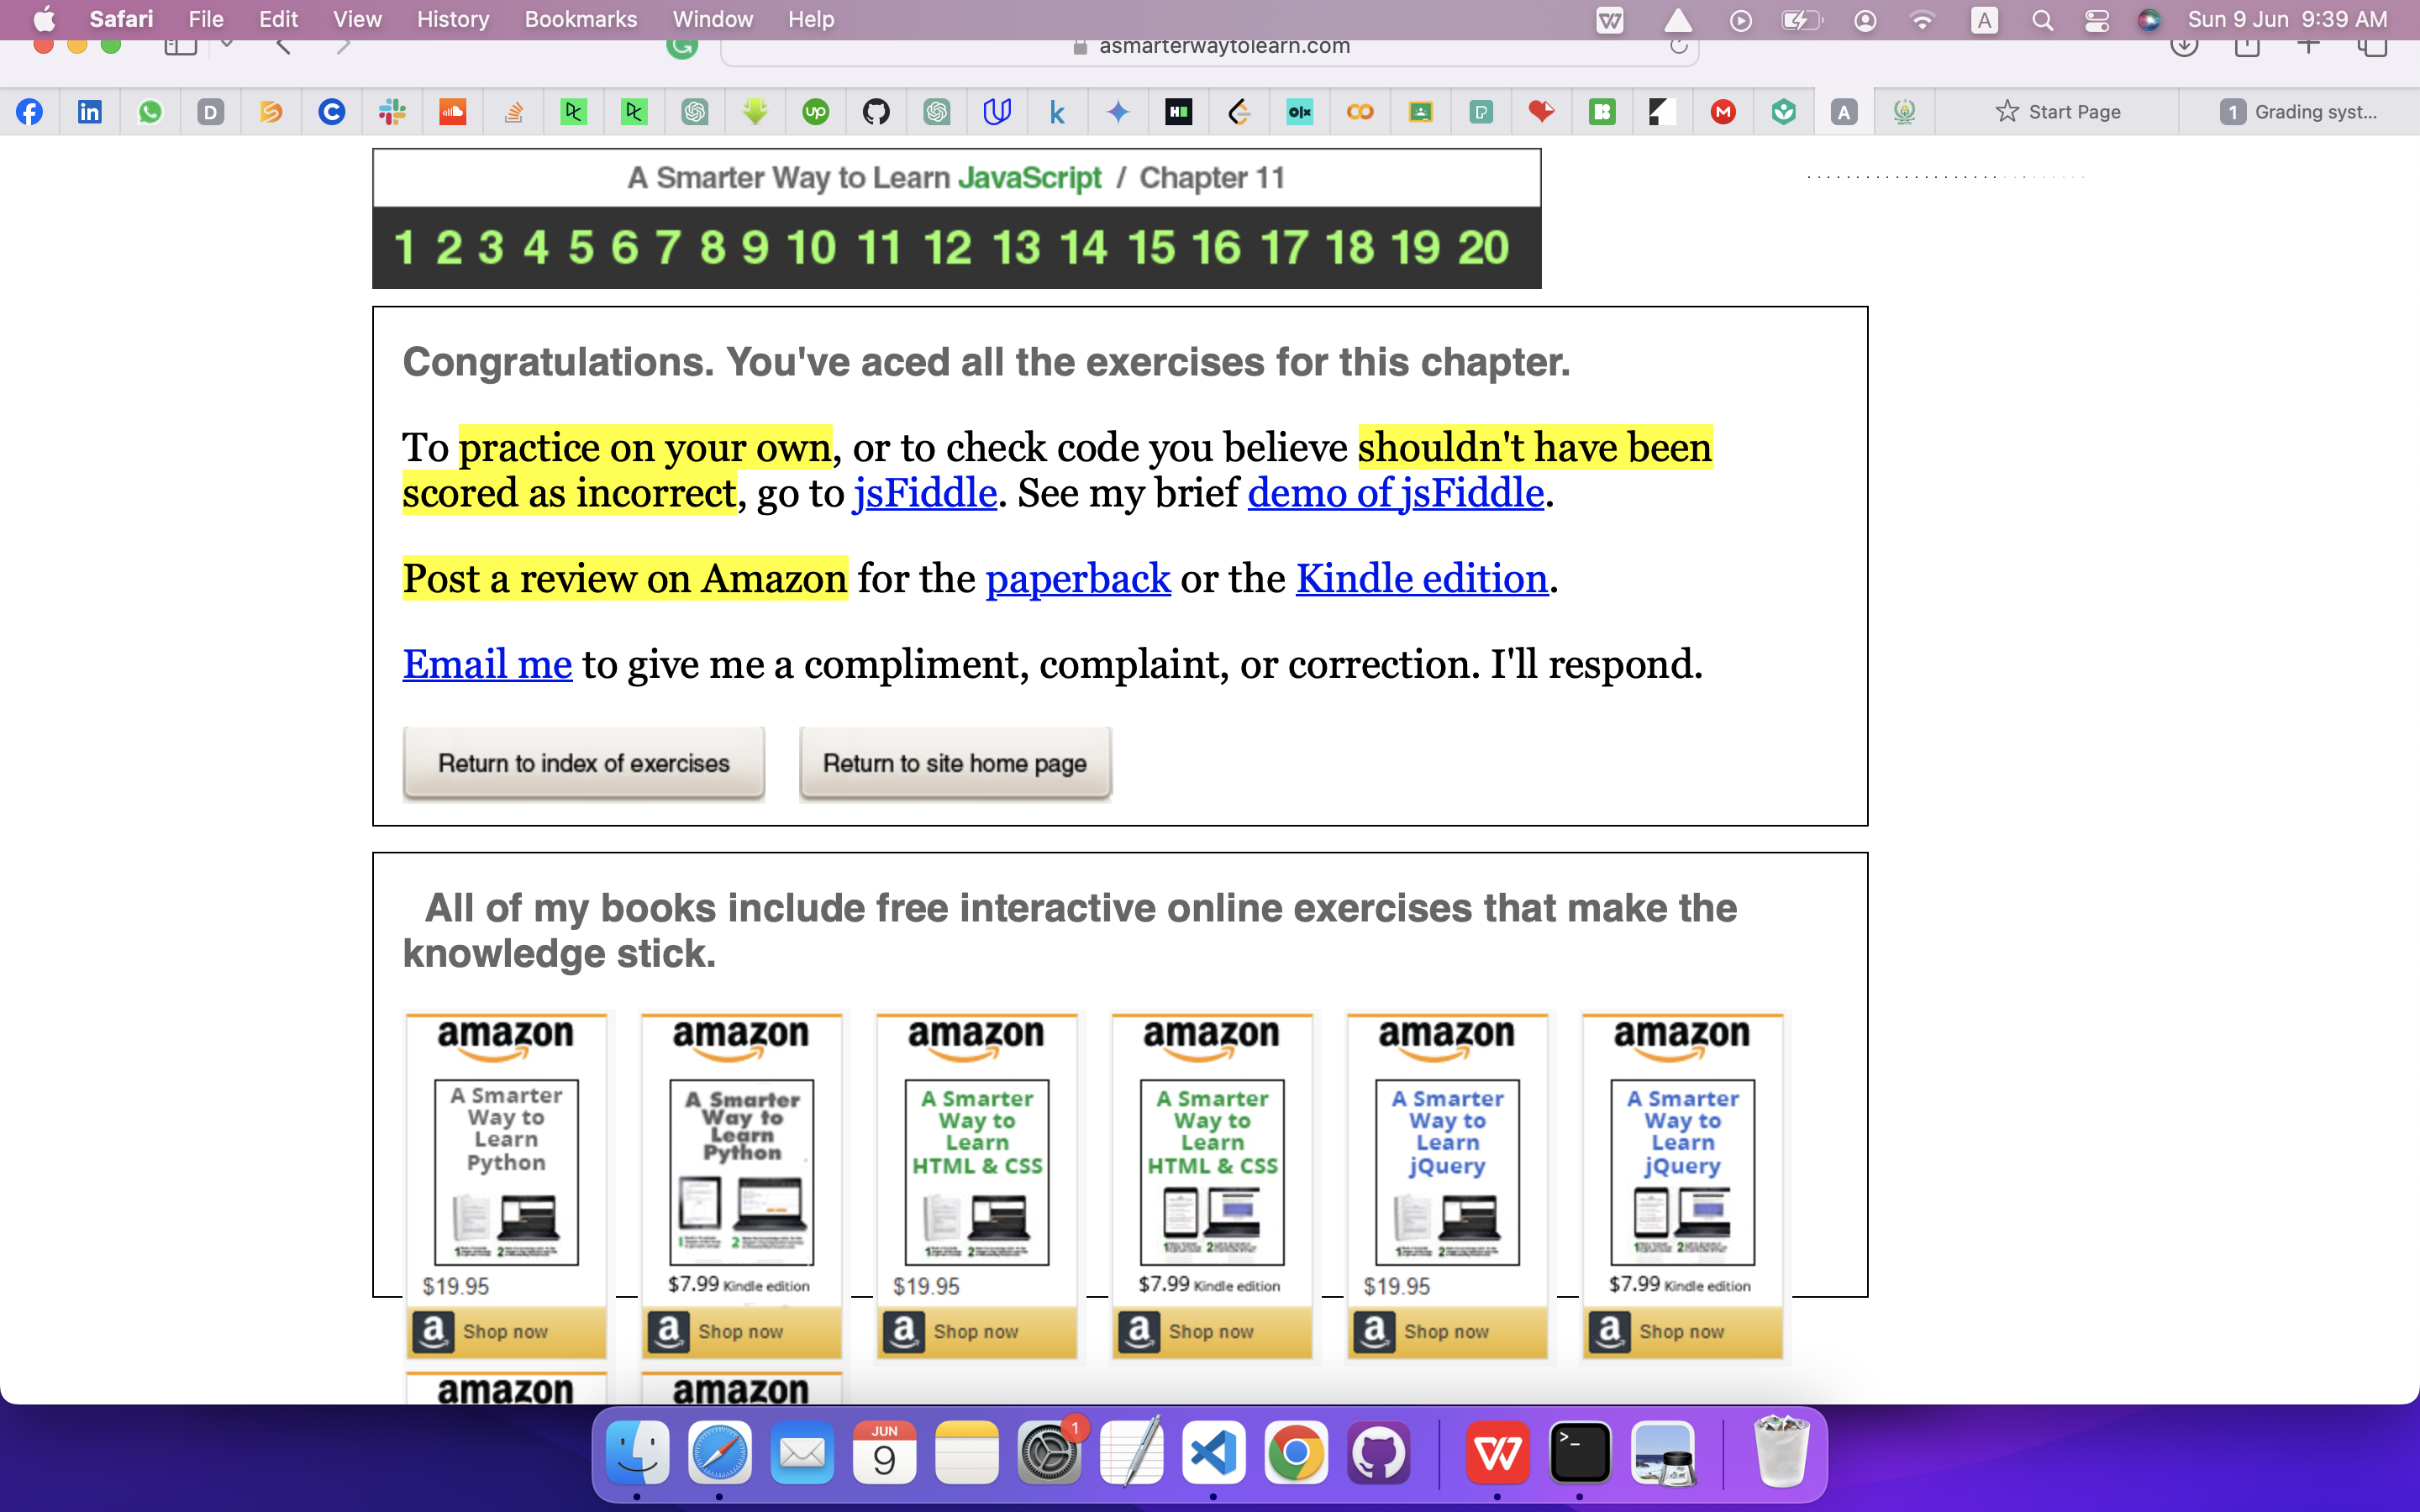 Safari File Edit View History Bookmarks Window Help A Sun 9 Jun 9:39 AM
asmarterwaytolearn.com
Start Page 1 Grading syst...
A Smarter Way to Learn JavaScript / Chapter 11
1 2 3 4 5 6 7 8 9 10 11 12 13 14 15 16 17 18 19 20
Congratulations. You've aced all the exercises for this chapter.
To practice on your own, or to check code you believe shouldn't have been
scored as incorrect, go to jsFiddle. See my brief demo of jsFiddle.
Post a review on Amazon for the paperback or the Kindle edition.
Email me to give me a compliment, complaint, or correction. I'll respond.
Return to index of exercises Return to site home page
All of my books include free interactive online exercises that make the
knowledge stick.
amazon amazon amazon amazon amazon amazon
A Smarter A Smarter A Smarter A Smarter A Smarter A Smarter
Way to Way to Way to Way to Way to Way to
Learn Learn Learn Learn Learn Learn
Python Python HTML & CSS HTML & CSS jQuery jQuery
$19.95 $7.99 Kindle edition $19.95 $7.99 Kindle edition $19.95 $7.99 Kindle edition
a Shop now a Shop now a Shop now a Shop now a Shop now a Shop now
amazon amazon
JUN
9
1